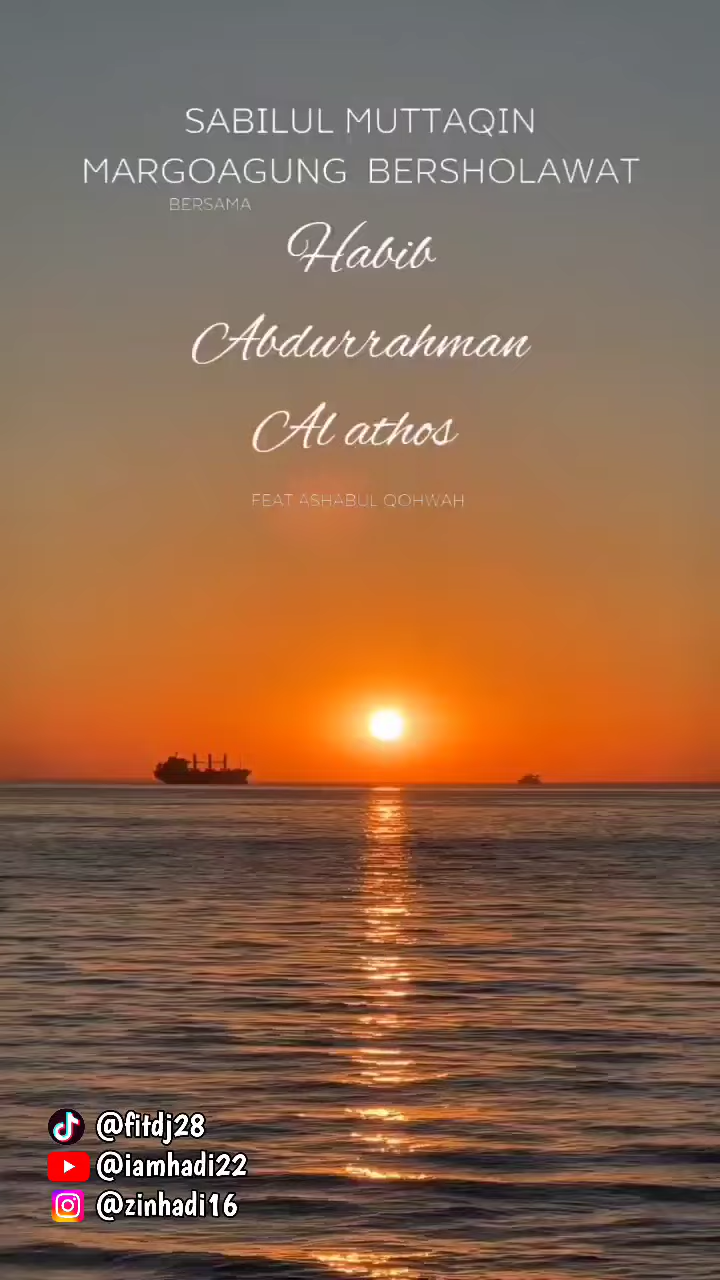 SABILUL MUTTAQIN
MARGOAGUNG BERSHOLAWAT
BERSAMA
Habib
Abdurrahman
Al athos
FEAT ASHABUL QOHWAH
@fitdj28
@iamhadi22
@zinhadi16